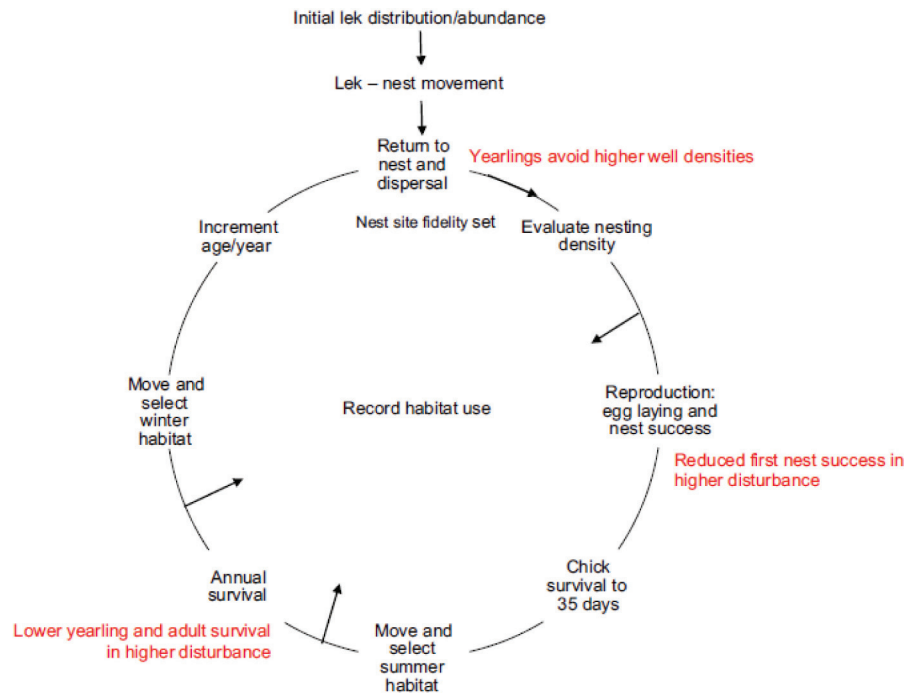 Initial lek distribution/abundance
Lek – nest movement
Return to
nest and
dispersal
Yearlings avoid higher well densities
Nest site fidelity set
Evaluate nesting
density
Reproduction:
egg laying and
nest success
Reduced first nest success in
higher disturbance
Chick
survival to
35 days
Move and
select
summer
habitat
Annual
survival
Lower yearling and adult survival
in higher disturbance
Move and
select
winter
habitat
Increment
age/year
Record habitat use